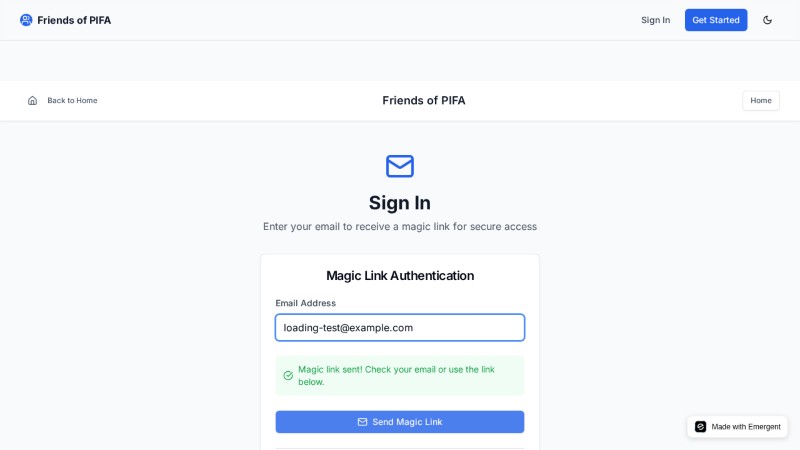 Friends of PIFA
Sign In
Get Started
Back to Home
Friends of PIFA
Home
Sign In
Enter your email to receive a magic link for secure access
Magic Link Authentication
Email Address
loading-test@example.com
Magic link sent! Check your email or use the link
below.
Send Magic Link
Made with Emergent